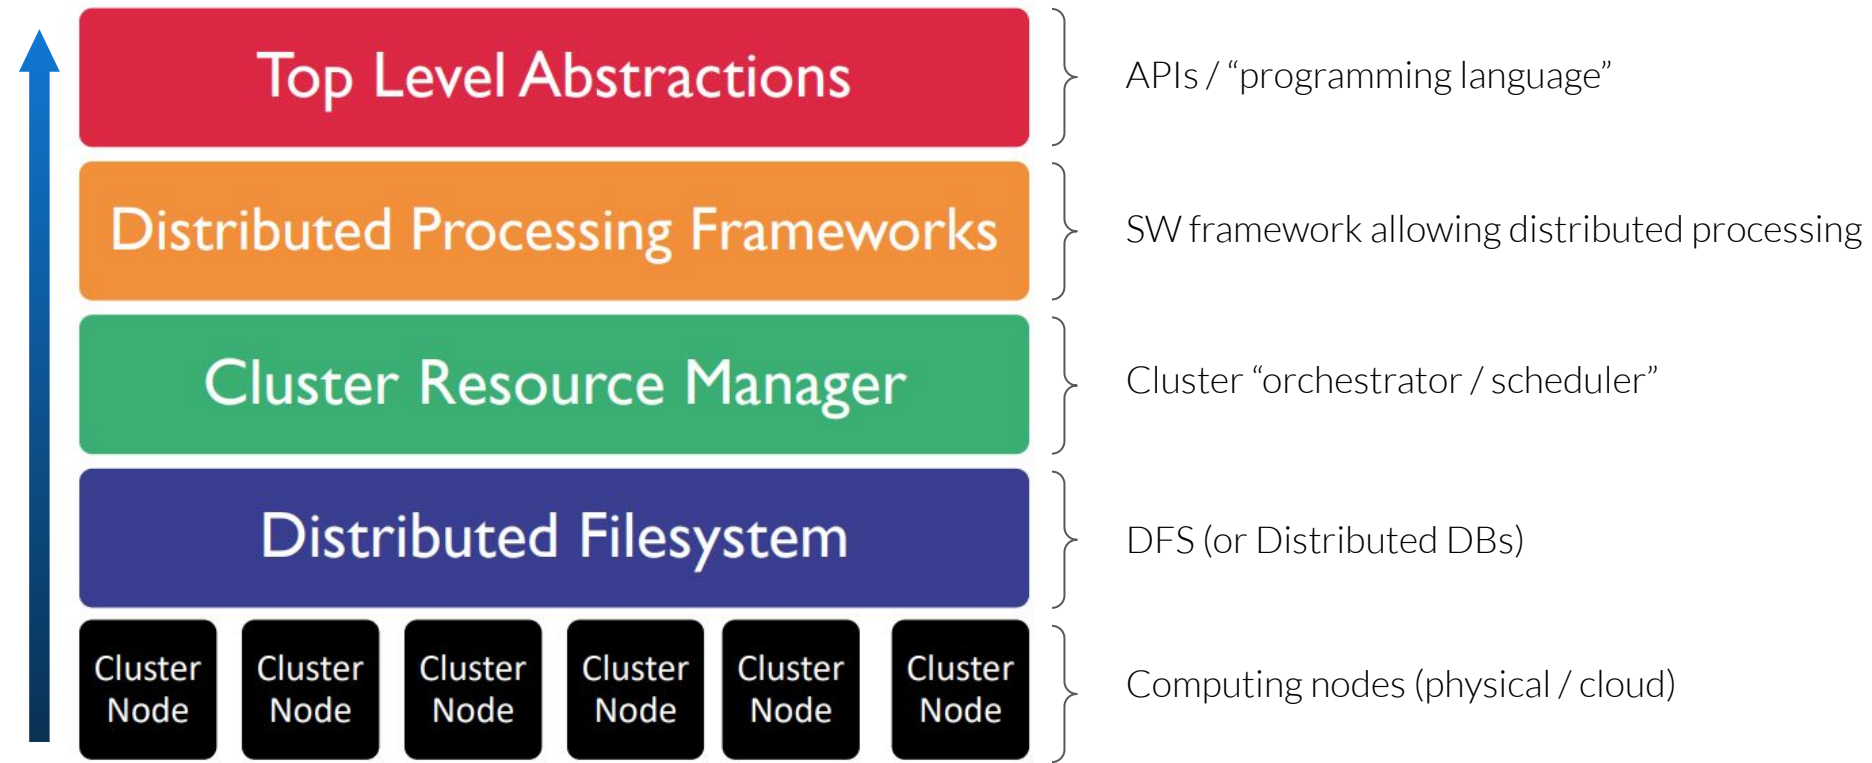 Top Level Abstractions
APIs / “programming language”
Distributed Processing Frameworks
SW framework allowing distributed processing
Cluster Resource Manager
Cluster “orchestrator / scheduler”
Distributed Filesystem
DFS (or Distributed DBs)
Cluster
Node
Cluster
Node
Cluster
Node
Cluster
Node
Cluster
Node
Cluster
Node
Computing nodes (physical / cloud)